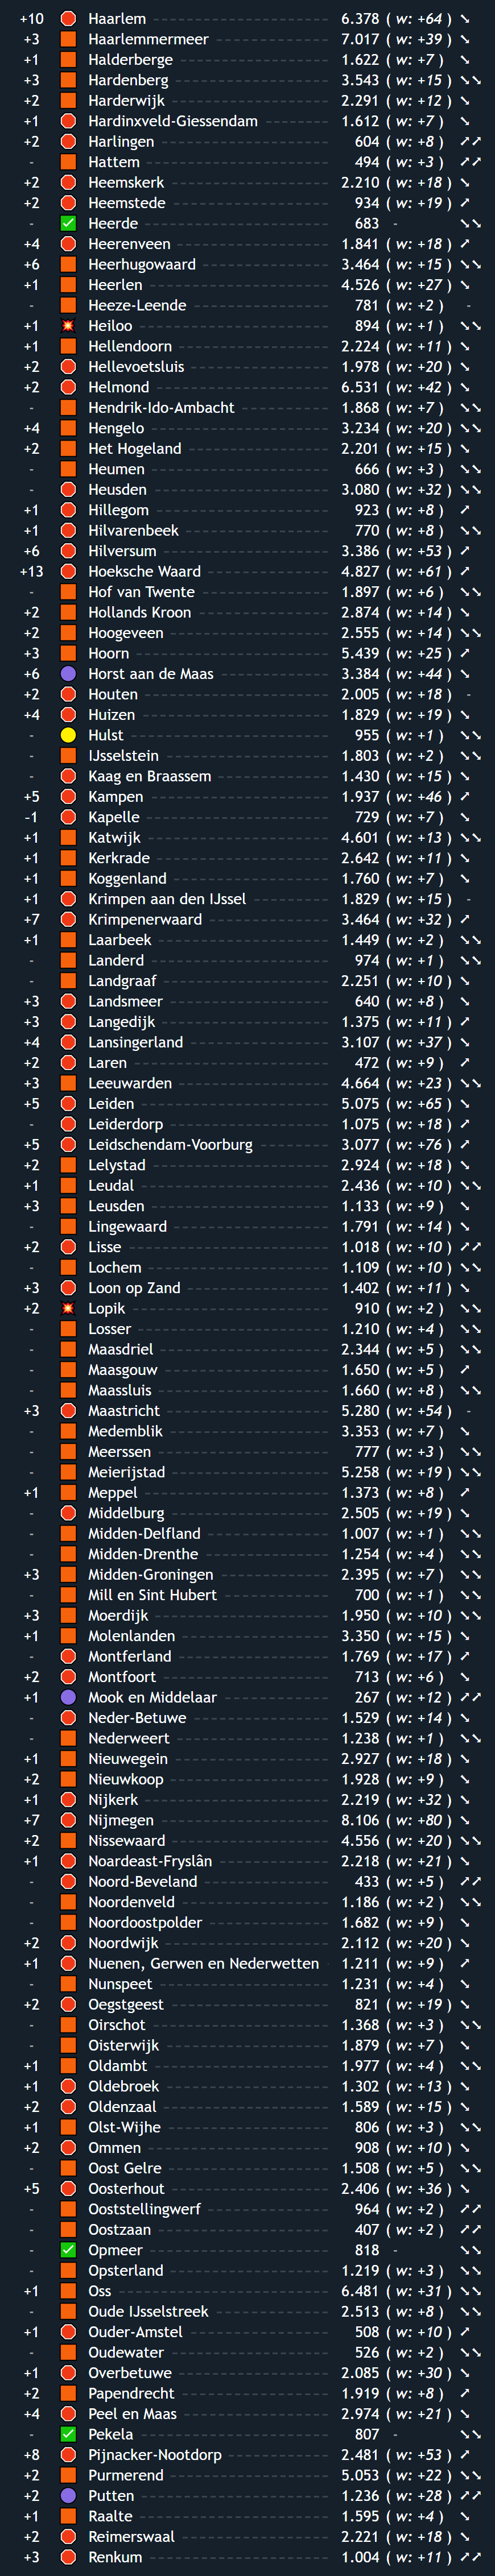 +10 Haarlem 6.378 ( w: +64 )
+3 Haarlemmermeer 7.017 ( w: +39 )
+1 Halderberge 1.622 ( w: +7 )
+3 Hardenberg 3.543 ( w: +15 )
+2 Harderwijk 2.291 ( w: +12 )
+1 Hardinxveld-Giessendam 1.612 ( w: +7 )
+2 Harlingen 604 ( w: +8 )
- Hattem 494 ( w: +3 )
+2 Heemskerk 2.210 ( w: +18 )
+2 Heemstede 934 ( w: +19 )
- Heerde 683 -
+4 Heerenveen 1.841 ( w: +18 )
+6 Heerhugowaard 3.464 ( w: +15 )
+1 Heerlen 4.526 ( w: +27 )
- Heeze-Leende 781 ( w: +2 ) -
+1 Heiloo 894 ( w: +1 )
+1 Hellendoorn 2.224 ( w: +11 )
+2 Hellevoetsluis 1.978 ( w: +20 )
+2 Helmond 6.531 ( w: +42 )
- Hendrik-Ido-Ambacht 1.868 ( w: +7 )
+4 Hengelo 3.234 ( w: +20 )
+2 Het Hogeland 2.201 ( w: +15 )
- Heumen 666 ( w: +3 )
- Heusden 3.080 ( w: +32 )
+1 Hillegom 923 ( w: +8 )
+1 Hilvarenbeek 770 ( w: +8 )
+6 Hilversum 3.386 ( w: +53 )
+13 Hoeksche Waard 4.827 ( w: +61 )
- Hof van Twente 1.897 ( w: +6 )
+2 Hollands Kroon 2.874 ( w: +14 )
+2 Hoogeveen 2.555 ( w: +14 )
+3 Hoorn 5.439 ( w: +25 )
+6 Horst aan de Maas 3.384 ( w: +44 )
+2 Houten 2.005 ( w: +18 ) -
+4 Huizen 1.829 ( w: +19 )
- Hulst 955 ( w: +1 )
- IJsselstein 1.803 ( w: +2 )
- Kaag en Braassem 1.430 ( w: +15 )
+5 Kampen 1.937 ( w: +46 )
-1 Kapelle 729 ( w: +7 )
+1 Katwijk 4.601 ( w: +13 )
+1 Kerkrade 2.642 ( w: +11 )
+1 Koggenland 1.760 ( w: +7 )
+1 Krimpen aan den IJssel 1.829 ( w: +15 ) -
+7 Krimpenerwaard 3.464 ( w: +32 )
+1 Laarbeek 1.449 ( w: +2 )
- Landerd 974 ( w: +1 )
- Landgraaf 2.251 ( w: +10 )
+3 Landsmeer 640 ( w: +8 )
+3 Langedijk 1.375 ( w: +11 )
+4 Lansingerland 3.107 ( w: +37 )
+2 Laren 472 ( w: +9 )
+3 Leeuwarden 4.664 ( w: +23 )
+5 Leiden 5.075 ( w: +65 )
- Leiderdorp 1.075 ( w: +18 )
+5 Leidschendam-Voorburg 3.077 ( w: +76 )
+2 Lelystad 2.924 ( w: +18 )
+1 Leudal 2.436 ( w: +10 )
+3 Leusden 1.133 ( w: +9 )
- Lingewaard 1.791 ( w: +14 )
+2 Lisse 1.018 ( w: +10 )
- Lochem 1.109 ( w: +10 )
+3 Loon op Zand 1.402 ( w: +11 )
+2 Lopik 910 ( w: +2 )
- Losser 1.210 ( w: +4 )
- Maasdriel 2.344 ( w: +5 )
- Maasgouw 1.650 ( w: +5 )
- Maassluis 1.660 ( w: +8 )
+3 Maastricht 5.280 ( w: +54 ) -
- Medemblik 3.353 ( w: +7 )
- Meerssen 777 ( w: +3 )
- Meierijstad 5.258 ( w: +19 )
+1 Meppel 1.373 ( w: +8 )
- Middelburg 2.505 ( w: +19 )
- Midden-Delfland 1.007 ( w: +1 )
- Midden-Drenthe 1.254 ( w: +4 )
+3 Midden-Groningen 2.395 ( w: +7 )
- Mill en Sint Hubert 700 ( w: +1 )
+3 Moerdijk 1.950 ( w: +10 )
+1 Molenlanden 3.350 ( w: +15 )
- Montferland 1.769 ( w: +17 )
+2 Montfoort 713 ( w: +6 )
+1 Mook en Middelaar 267 ( w: +12 )
- Neder-Betuwe 1.529 ( w: +14 )
- Nederweert 1.238 ( w: +1 )
+1 Nieuwegein 2.927 ( w: +18 )
+2 Nieuwkoop 1.928 ( w: +9 )
+1 Nijkerk 2.219 ( w: +32 )
+7 Nijmegen 8.106 ( w: +80 )
+2 Nissewaard 4.556 ( w: +20 )
+1 Noardeast-Fryslân 2.218 ( w: +21 )
- Noord-Beveland 433 ( w: +5 )
- Noordenveld 1.186 ( w: +2 )
- Noordoostpolder 1.682 ( w: +9 )
+2 Noordwijk 2.112 ( w: +20 )
+1 Nuenen, Gerwen en Nederwetten 1.211 ( w: +9 )
- Nunspeet 1.231 ( w: +4 )
+2 Oegstgeest 821 ( w: +19 )
- Oirschot 1.368 ( w: +3 )
- Oisterwijk 1.879 ( w: +7 )
+1 Oldambt 1.977 ( w: +4 )
+1 Oldebroek 1.302 ( w: +13 )
+2 Oldenzaal 1.589 ( w: +15 )
+1 Olst-Wijhe 806 ( w: +3 )
+2 Ommen 908 ( w: +10 )
- Oost Gelre 1.508 ( w: +5 )
+5 Oosterhout 2.406 ( w: +36 )
- Ooststellingwerf 964 ( w: +2 )
- Oostzaan 407 ( w: +2 )
- Opmeer 818 -
- Opsterland 1.219 ( w: +3 )
+1 Oss 6.481 ( w: +31 )
- Oude IJsselstreek 2.513 ( w: +8 )
+1 Ouder-Amstel 508 ( w: +10 )
- Oudewater 526 ( w: +2 )
+1 Overbetuwe 2.085 ( w: +30 )
+2 Papendrecht 1.919 ( w: +8 )
+4 Peel en Maas 2.974 ( w: +21 )
- Pekela 807 -
+8 Pijnacker-Nootdorp 2.481 ( w: +53 )
+2 Purmerend 5.053 ( w: +22 )
+2 Putten 1.236 ( w: +28 )
+1 Raalte 1.595 ( w: +4 )
+2 Reimerswaal 2.221 ( w: +18 )
+3 Renkum 1.004 ( w: +11 )